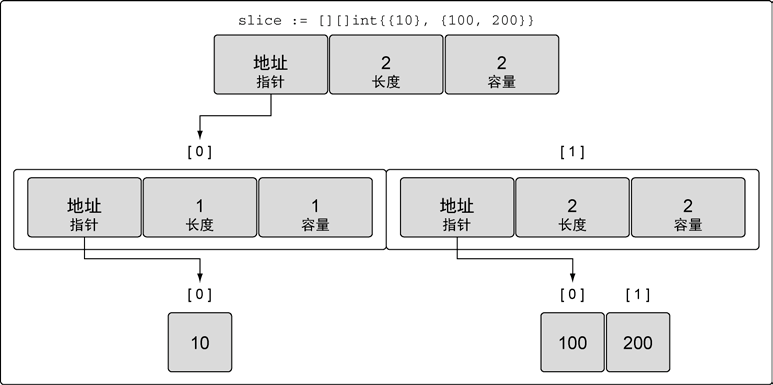 slice := [][]int{{10}, {100, 200}}
地址 2 2
指针 长度 容量
[0] [1]
地址 1 1 地址 2 2
指针 长度 容量 指针 长度 容量
[0] [0] [1]
10 100 200